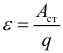 ε = Aст / q